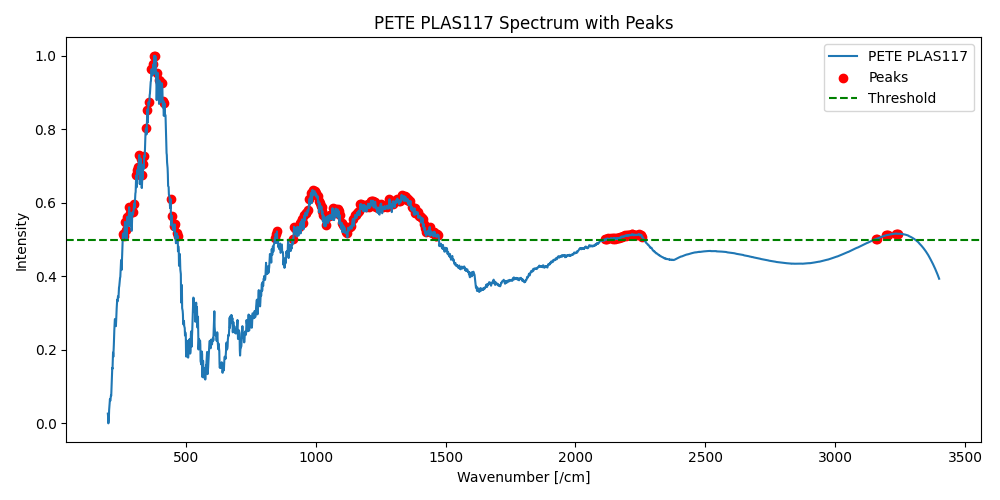 PETE PLAS117 Spectrum with Peaks
PETE PLAS117
Peaks
Threshold
Intensity
1.0
0.8
0.6
0.4
0.2
0.0
500 1000 1500 2000 2500 3000 3500
Wavenumber [/cm]